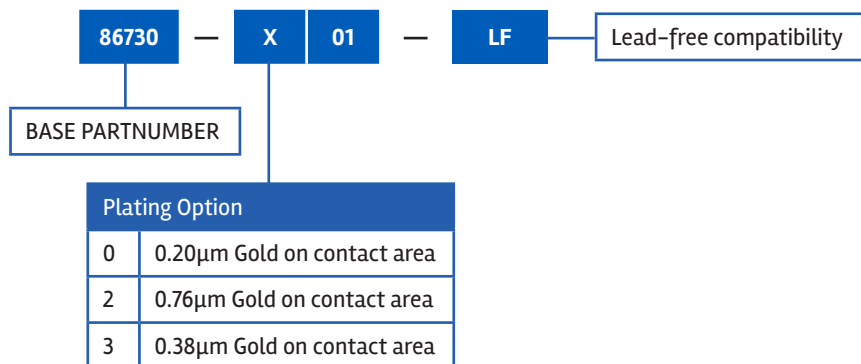 86730 — X 01 — LF Lead-free compatibility
BASE PARTNUMBER
Plating Option
0 0.20µm Gold on contact area
2 0.76µm Gold on contact area
3 0.38µm Gold on contact area